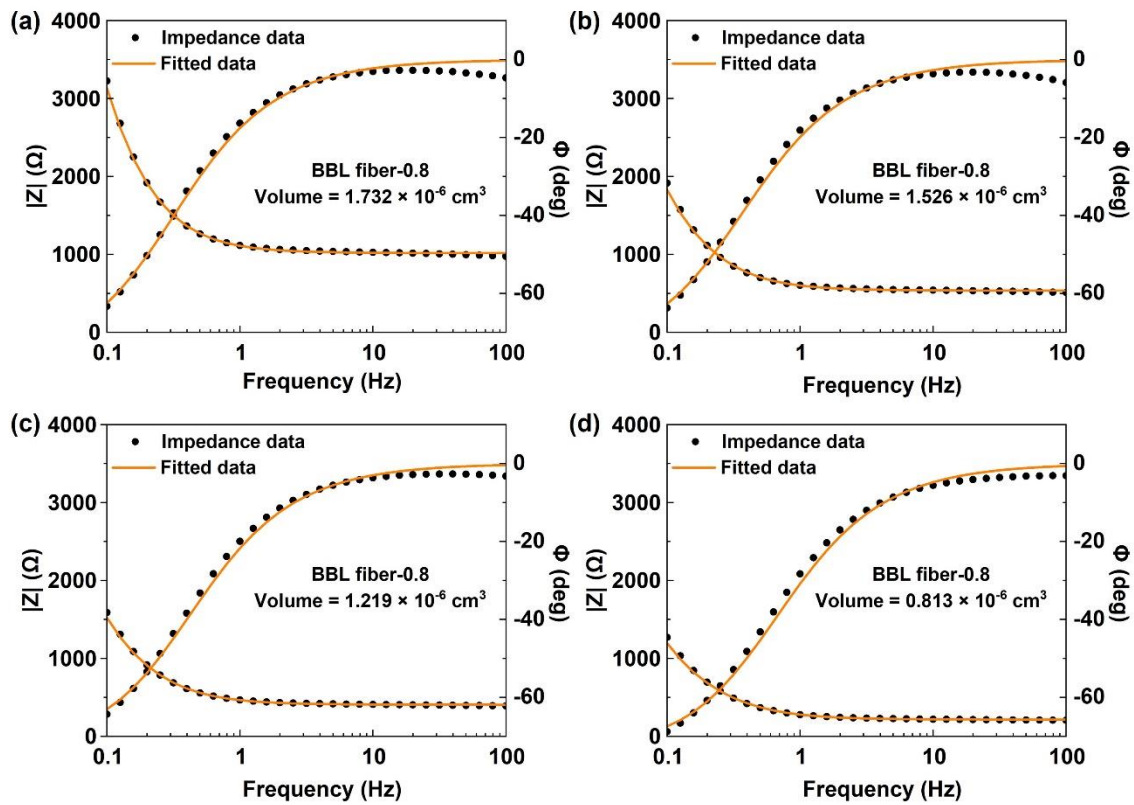 (a)
4000
3000
2000
1000
0
|Z| (Ω)
Impedance data
Fitted data
BBL fiber-0.8
Volume = 1.732 × 10⁻⁶ cm³
0
-20
-40
-60
Φ (deg)
0.1 1 10 100
Frequency (Hz)
(b)
4000
3000
2000
1000
0
|Z| (Ω)
Impedance data
Fitted data
BBL fiber-0.8
Volume = 1.526 × 10⁻⁶ cm³
0
-20
-40
-60
Φ (deg)
0.1 1 10 100
Frequency (Hz)
(c)
4000
3000
2000
1000
0
|Z| (Ω)
Impedance data
Fitted data
BBL fiber-0.8
Volume = 1.219 × 10⁻⁶ cm³
0
-20
-40
-60
Φ (deg)
0.1 1 10 100
Frequency (Hz)
(d)
4000
3000
2000
1000
0
|Z| (Ω)
Impedance data
Fitted data
BBL fiber-0.8
Volume = 0.813 × 10⁻⁶ cm³
0
-20
-40
-60
Φ (deg)
0.1 1 10 100
Frequency (Hz)